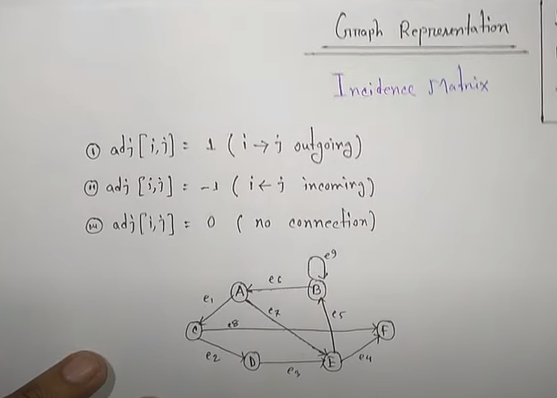 Graph Representation
Incidence Matrix
(i) adj[i,j] = 1 (i → j outgoing)
(ii) adj[i,j] = -1 (i ← j incoming)
(iii) adj[i,j] = 0 (no connection)
e9
A e6 B
e1 e7 e5
C e8 F
e2 D e3 E e4